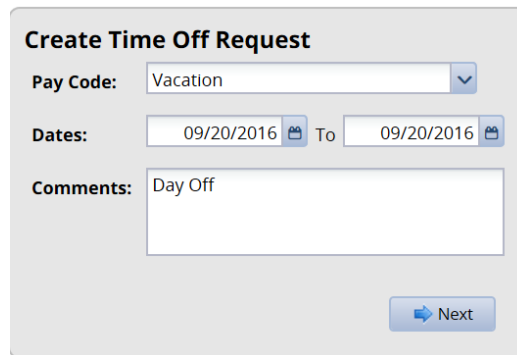 Create Time Off Request
Pay Code: Vacation
Dates: 09/20/2016 To 09/20/2016
Comments: Day Off
Next